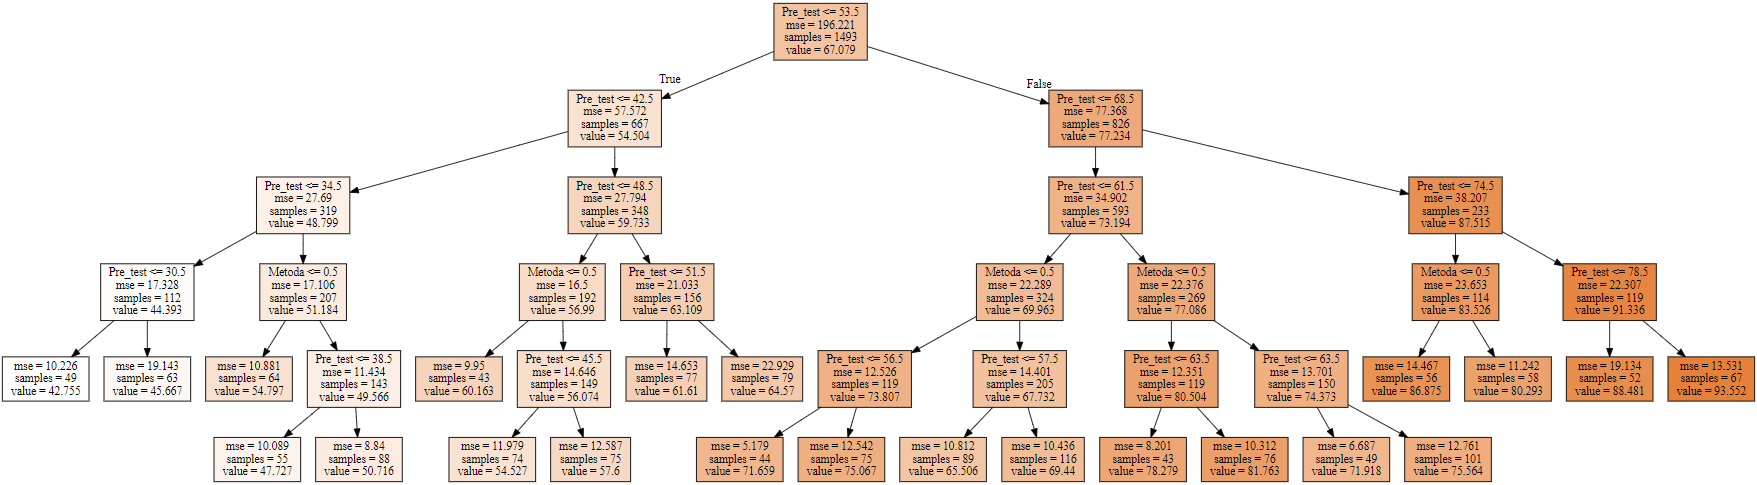 Pre_test <= 53.5
mse = 196.221
samples = 1493
value = 67.079
True
False
Pre_test <= 42.5
mse = 57.572
samples = 667
value = 54.504
Pre_test <= 68.5
mse = 77.368
samples = 826
value = 77.234
Pre_test <= 34.5
mse = 27.69
samples = 319
value = 48.799
Pre_test <= 48.5
mse = 27.794
samples = 348
value = 59.733
Pre_test <= 61.5
mse = 34.902
samples = 593
value = 73.194
Pre_test <= 74.5
mse = 38.207
samples = 233
value = 87.515
Pre_test <= 30.5
mse = 17.328
samples = 112
value = 44.393
Metoda <= 0.5
mse = 17.106
samples = 207
value = 51.184
Metoda <= 0.5
mse = 16.5
samples = 192
value = 56.99
Pre_test <= 51.5
mse = 21.033
samples = 156
value = 63.109
Metoda <= 0.5
mse = 22.289
samples = 324
value = 69.963
Metoda <= 0.5
mse = 22.376
samples = 269
value = 77.086
Metoda <= 0.5
mse = 23.653
samples = 114
value = 83.526
Pre_test <= 78.5
mse = 22.307
samples = 119
value = 91.336
mse = 10.226
samples = 49
value = 42.755
mse = 19.143
samples = 63
value = 45.667
mse = 10.881
samples = 64
value = 54.797
Pre_test <= 38.5
mse = 11.434
samples = 143
value = 49.566
mse = 9.95
samples = 43
value = 60.163
Pre_test <= 45.5
mse = 14.646
samples = 149
value = 56.074
mse = 14.653
samples = 77
value = 61.61
mse = 22.929
samples = 79
value = 64.57
Pre_test <= 56.5
mse = 12.526
samples = 119
value = 73.807
Pre_test <= 57.5
mse = 14.401
samples = 205
value = 67.732
Pre_test <= 63.5
mse = 12.351
samples = 119
value = 80.504
Pre_test <= 63.5
mse = 13.701
samples = 150
value = 74.373
mse = 14.467
samples = 56
value = 86.875
mse = 11.242
samples = 58
value = 80.293
mse = 19.134
samples = 52
value = 88.481
mse = 13.531
samples = 67
value = 93.552
mse = 10.089
samples = 55
value = 47.727
mse = 8.84
samples = 88
value = 50.716
mse = 11.979
samples = 74
value = 54.527
mse = 12.587
samples = 75
value = 57.6
mse = 5.179
samples = 44
value = 71.659
mse = 12.542
samples = 75
value = 75.067
mse = 10.812
samples = 89
value = 65.506
mse = 10.436
samples = 116
value = 69.44
mse = 8.201
samples = 43
value = 78.279
mse = 10.312
samples = 76
value = 81.763
mse = 6.687
samples = 49
value = 71.918
mse = 12.761
samples = 101
value = 75.564